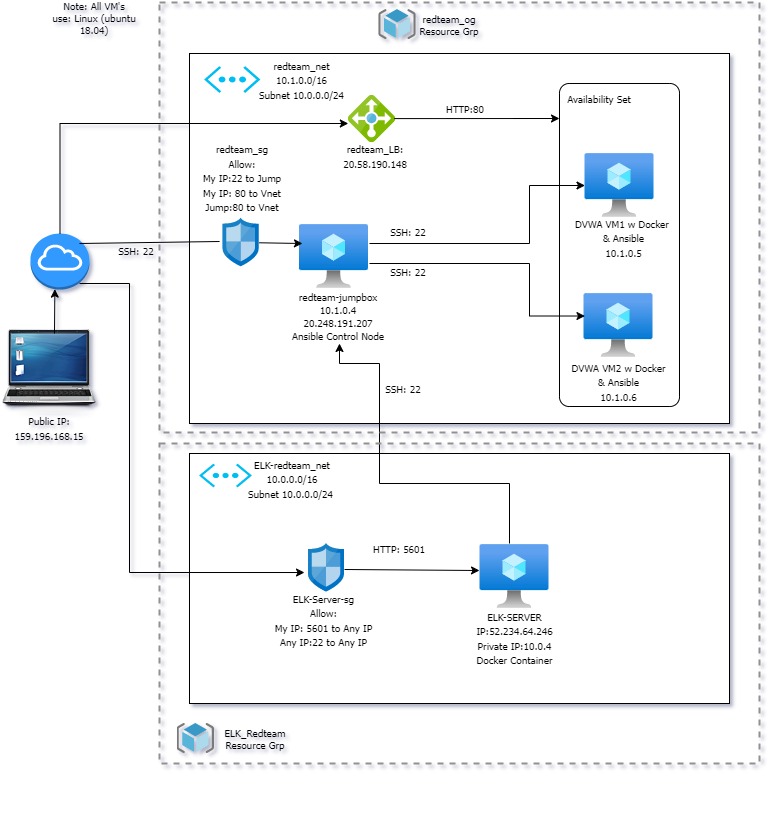 Note: All VM's
use: Linux (ubuntu
18.04)
redteam_og
Resource Grp
redteam_net
10.1.0.0/16
Subnet 10.0.0.0/24
HTTP:80
Availability Set
redteam_sg
Allow:
My IP:22 to Jump
My IP: 80 to Vnet
Jump:80 to Vnet
redteam_LB:
20.58.190.148
SSH: 22
SSH: 22
SSH: 22
DVWA VM1 w Docker
& Ansible
10.1.0.5
redteam-jumpbox
10.1.0.4
20.248.191.207
Ansible Control Node
DVWA VM2 w Docker
& Ansible
10.1.0.6
SSH: 22
Public IP:
159.196.168.15
ELK-redteam_net
10.0.0.0/16
Subnet 10.0.0.0/24
HTTP: 5601
ELK-Server-sg
Allow:
My IP: 5601 to Any IP
Any IP:22 to Any IP
ELK-SERVER
IP:52.234.64.246
Private IP:10.0.4
Docker Container
ELK_Redteam
Resource Grp